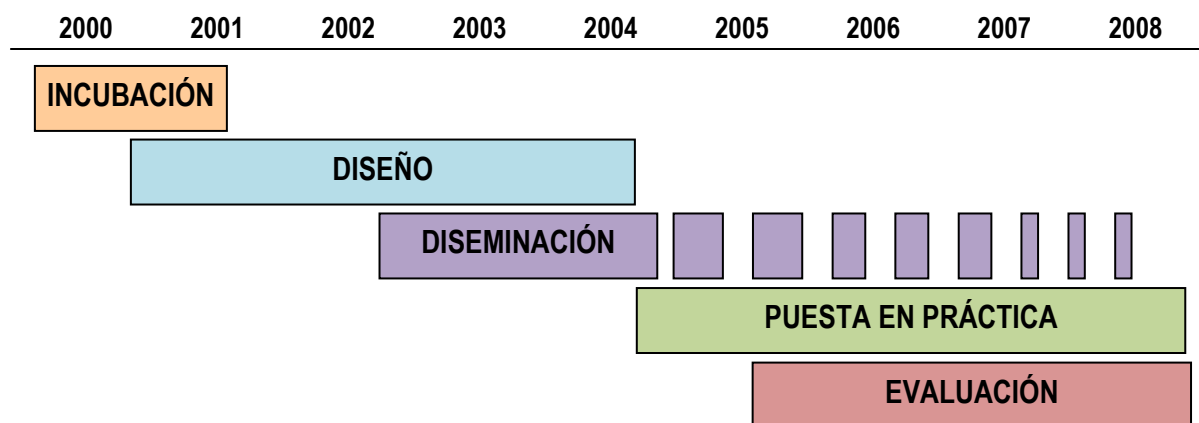 2000 2001 2002 2003 2004 2005 2006 2007 2008
INCUBACIÓN
DISEÑO
DISEMINACIÓN
PUESTA EN PRÁCTICA
EVALUACIÓN